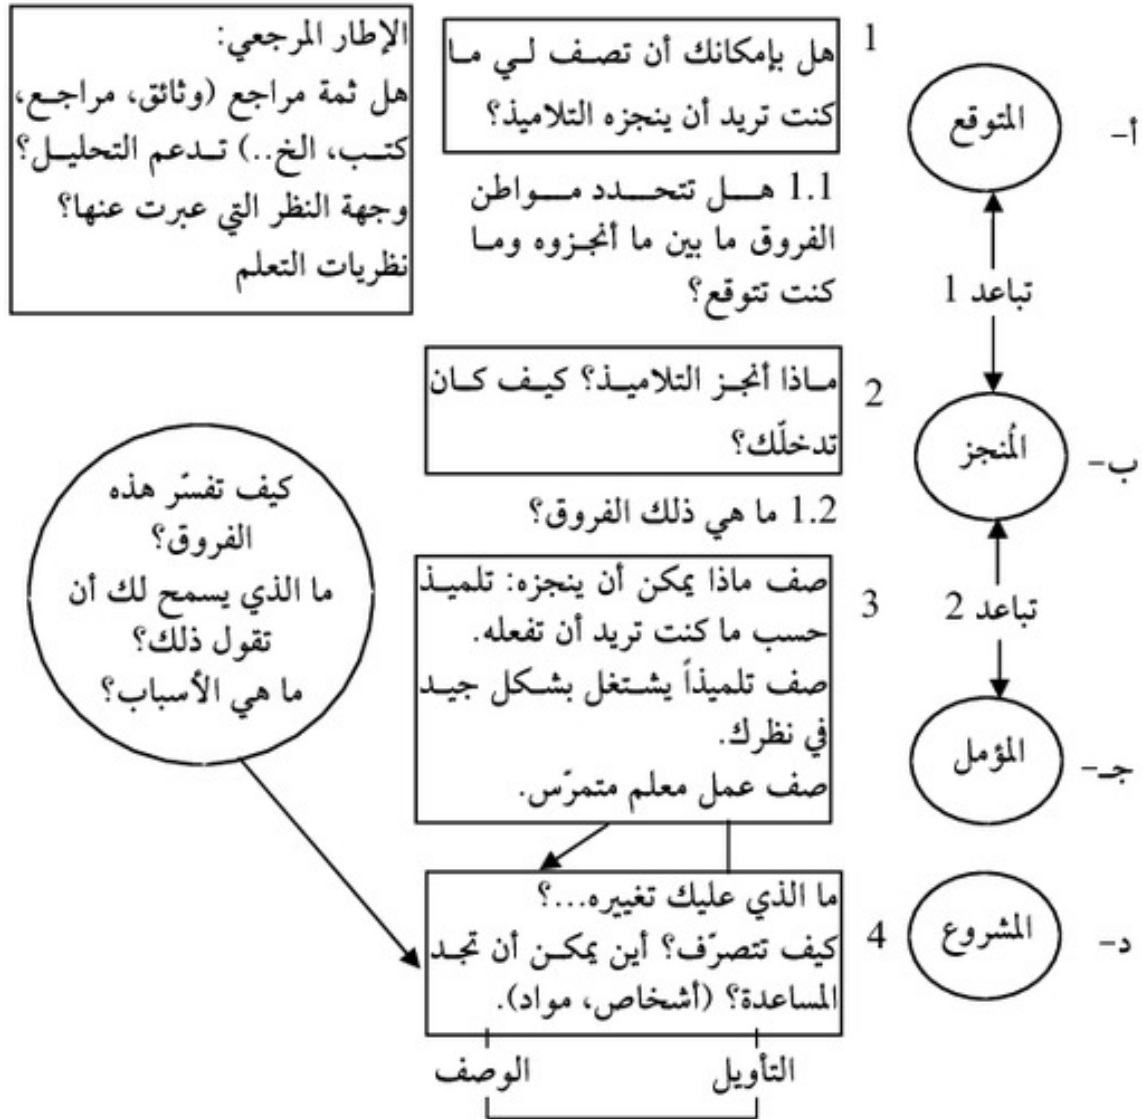 أ-
المتوقع
1
هل بإمكانك أن تصف لي ما
كنت تريد أن ينجزه التلاميذ؟
الإطار المرجعي:
هل ثمة مراجع (وثائق، مراجع،
كتب، الخ..) تدعم التحليل؟
وجهة النظر التي عبرت عنها؟
نظريات التعلم
1.1 هل تتحدد مواطن
الفروق ما بين ما أنجزوه وما
كنت تتوقع؟
تباعد 1
ب-
المُنجز
2
ماذا أنجز التلاميذ؟ كيف كان
تدخلّك؟
1.2 ما هي ذلك الفروق؟
كيف تفسّر هذه
الفروق؟
ما الذي يسمح لك أن
تقول ذلك؟
ما هي الأسباب؟
تباعد 2
3
صف ماذا يمكن أن ينجزه: تلميذ
حسب ما كنت تريد أن تفعله.
صف تلميذاً يشتغل بشكل جيد
في نظرك.
صف عمل معلم متمرّس.
جـ-
المؤمل
د-
المشروع
4
ما الذي عليك تغييره...؟
كيف تتصرّف؟ أين يمكن أن تجد
المساعدة؟ (أشخاص، مواد).
التأويل
الوصف